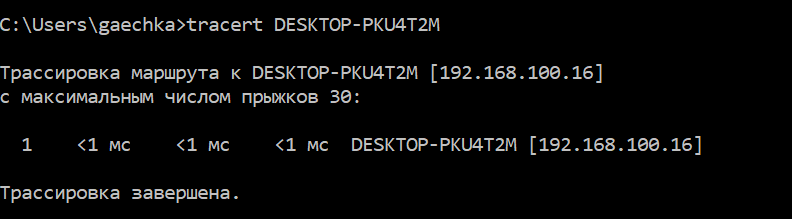 C:\Users\gaechka>tracert DESKTOP-PKU4T2M
Трассировка маршрута к DESKTOP-PKU4T2M [192.168.100.16]
с максимальным числом прыжков 30:
1 <1 мс <1 мс <1 мс DESKTOP-PKU4T2M [192.168.100.16]
Трассировка завершена.